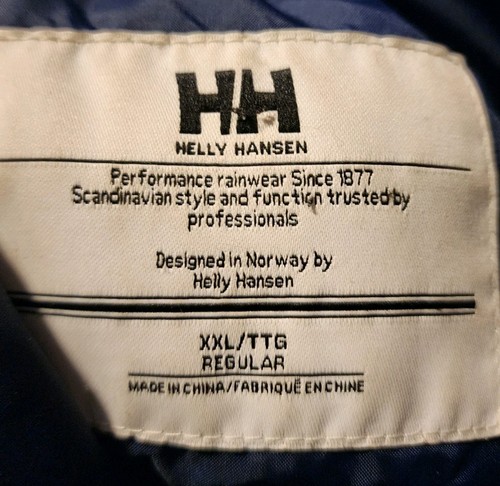 HH
HELLY HANSEN
Performance rainwear Since 1877
Scandinavian style and function trusted by
professionals
Designed in Norway by
Helly Hansen
XXL/TTG
REGULAR
MADE IN CHINA/FABRIQUÉ EN CHINE